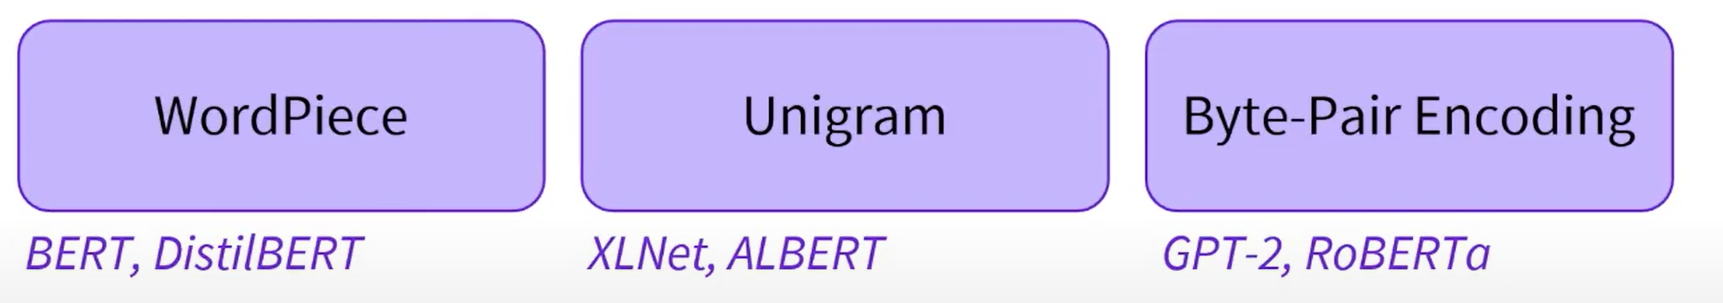 WordPiece
Unigram
Byte-Pair Encoding
BERT, DistilBERT
XLNet, ALBERT
GPT-2, RoBERTa